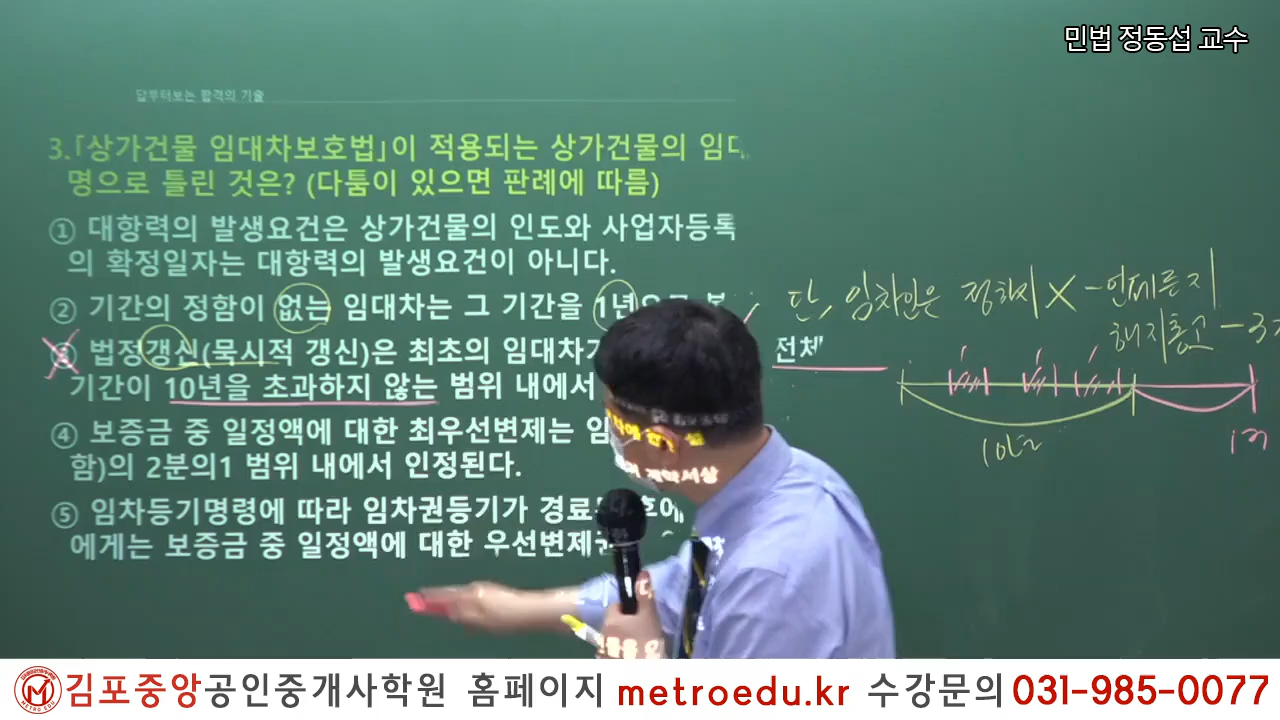 민법 정동섭 교수
답부터보는 합격의 기술
3.「상가건물 임대차보호법」이 적용되는 상가건물의 임대
명으로 틀린 것은? (다툼이 있으면 판례에 따름)
① 대항력의 발생요건은 상가건물의 인도와 사업자등록
의 확정일자는 대항력의 발생요건이 아니다.
② 기간의 정함이 없는 임대차는 그 기간을 1년으로
③ 법정갱신(묵시적 갱신)은 최초의 임대차 전체
기간이 10년을 초과하지 않는 범위 내에서
④ 보증금 중 일정액에 대한 최우선변제는 임
함)의 2분의1 범위 내에서 인정된다.
⑤ 임차등기명령에 따라 임차권등기가 경료된 후에
에게는 보증금 중 일정액에 대한 우선변제권
계약서상
단, 임차인은 정하지 X - 언제든지
해지통고 - 3
10년
김포중앙공인중개사학원 홈페이지 metroedu.kr 수강문의 031-985-0077
METRO EDU